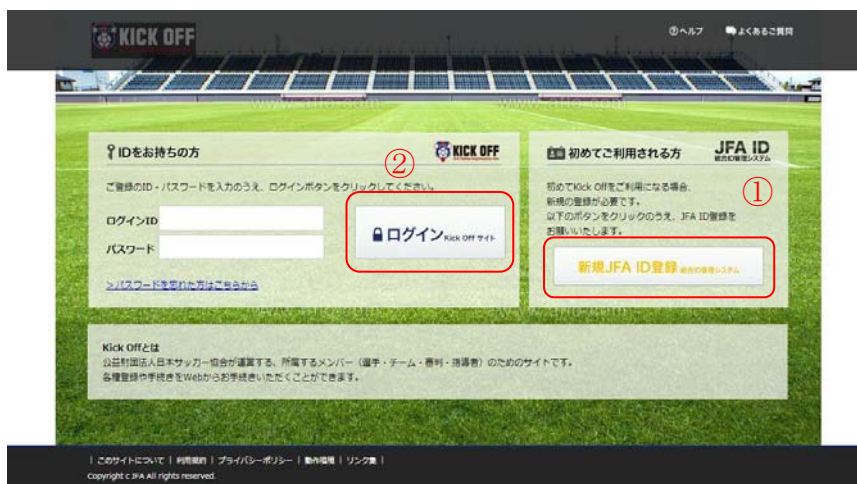 KICK OFF
ヘルプ よくあるご質問
IDをお持ちの方
KICK OFF
ご登録のID・パスワードを入力のうえ、ログインボタンをクリックしてください。
ログインID
パスワード
②
ログイン Kick Off サイト
>パスワードを忘れた方はこちらから
初めてご利用される方
JFA ID
統合ID管理システム
①
初めてKick Offをご利用になる場合、
新規の登録が必要です。
以下のボタンをクリックのうえ、JFA ID登録を
お願いいたします。
新規JFA ID登録 統合ID管理システム
Kick Offとは
公益財団法人日本サッカー協会が運営する、所属するメンバー（選手・チーム・審判・指導者）のためのサイトです。
各種登録や手続きをWebからお手続きいただくことができます。
| このサイトについて | 利用規約 | プライバシーポリシー | 動作環境 | リンク集 |
Copyright c JFA All rights reserved.